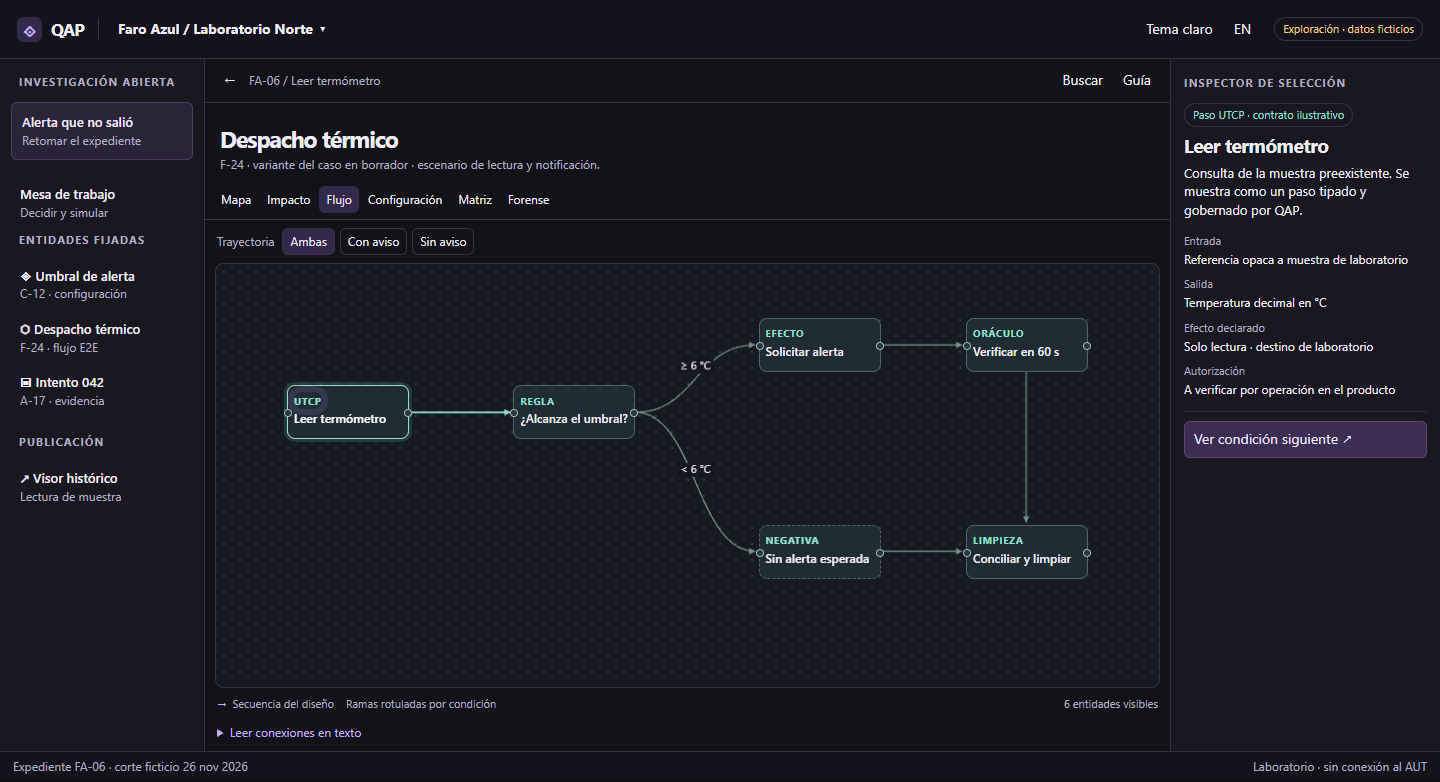 QAP
Faro Azul / Laboratorio Norte ▾
Tema claro
EN
Exploración · datos ficticios
INVESTIGACIÓN ABIERTA
Alerta que no salió
Retomar el expediente
Mesa de trabajo
Decidir y simular
ENTIDADES FIJADAS
Umbral de alerta
C-12 · configuración
Despacho térmico
F-24 · flujo E2E
Intento 042
A-17 · evidencia
PUBLICACIÓN
↗ Visor histórico
Lectura de muestra
← FA-06 / Leer termómetro
Buscar
Guía
Despacho térmico
F-24 · variante del caso en borrador · escenario de lectura y notificación.
Mapa
Impacto
Flujo
Configuración
Matriz
Forense
Trayectoria
Ambas
Con aviso
Sin aviso
EFECTO
Solicitar alerta
ORÁCULO
Verificar en 60 s
≥ 6 °C
UTCP
Leer termómetro
REGLA
¿Alcanza el umbral?
< 6 °C
NEGATIVA
Sin alerta esperada
LIMPIEZA
Conciliar y limpiar
→ Secuencia del diseño
Ramas rotuladas por condición
6 entidades visibles
▶ Leer conexiones en texto
INSPECTOR DE SELECCIÓN
Paso UTCP · contrato ilustrativo
Leer termómetro
Consulta de la muestra preexistente. Se
muestra como un paso tipado y
gobernado por QAP.
Entrada
Referencia opaca a muestra de laboratorio
Salida
Temperatura decimal en °C
Efecto declarado
Solo lectura · destino de laboratorio
Autorización
A verificar por operación en el producto
Ver condición siguiente ↗
Expediente FA-06 · corte ficticio 26 nov 2026
Laboratorio · sin conexión al AUT